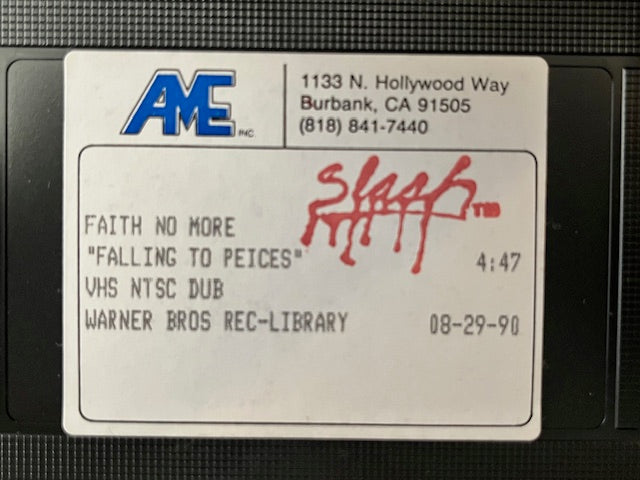 AME INC.
1133 N. Hollywood Way
Burbank, CA 91505
(818) 841-7440
Slash TM
FAITH NO MORE
"FALLING TO PEICES" 4:47
VHS NTSC DUB
WARNER BROS REC-LIBRARY 08-29-90